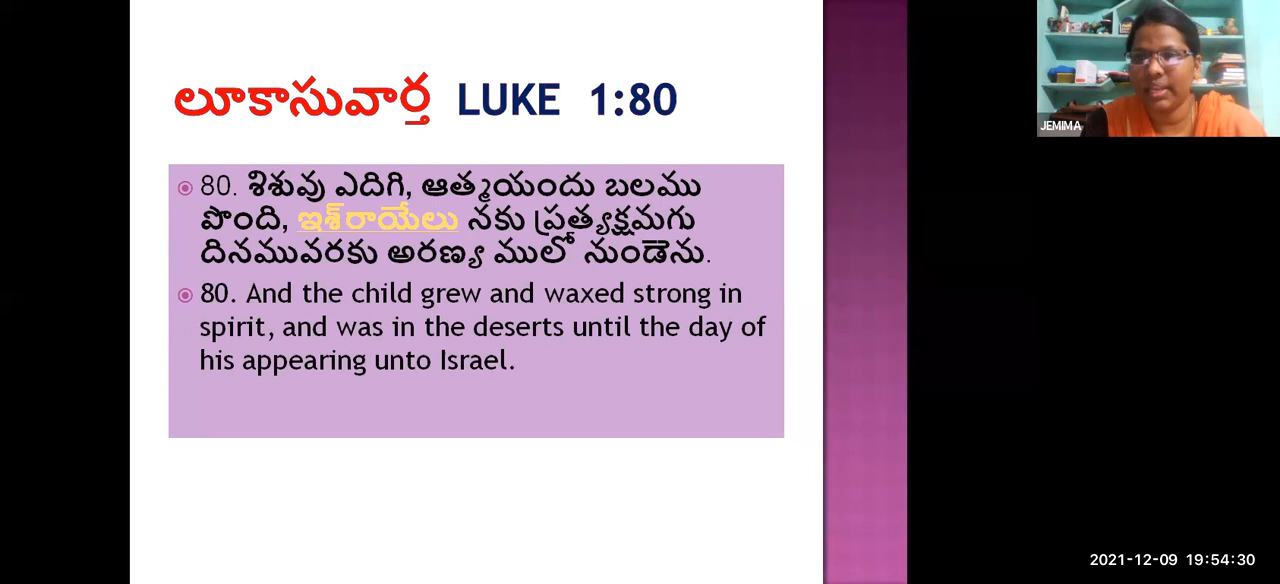 లూకాసువార్త LUKE 1:80
80. శిశువు ఎదిగి, ఆత్మయందు బలము
పొంది, ఇశ్రాయేలు నకు ప్రత్యక్షమగు
దినమువరకు అరణ్య ములో నుండెను.
80. And the child grew and waxed strong in
spirit, and was in the deserts until the day of
his appearing unto Israel.
JEMIMA
2021-12-09 19:54:30